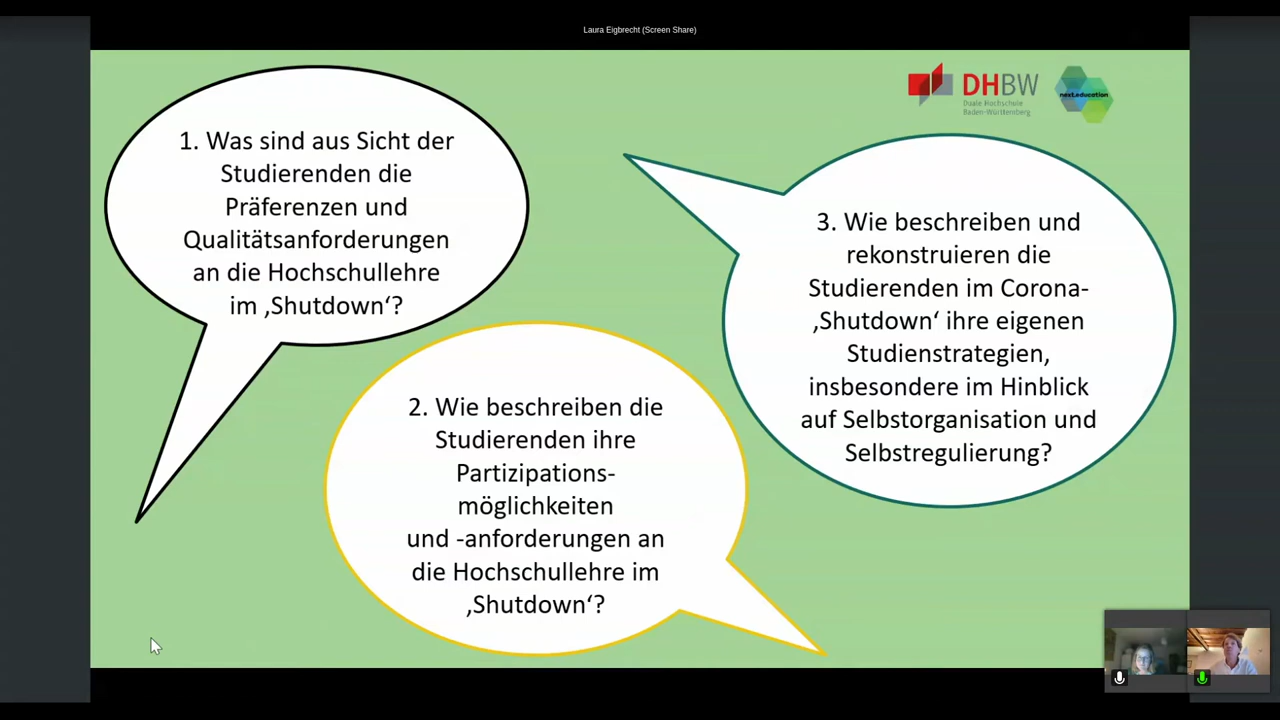 Laura Eigbrecht (Screen Share)
DHBW
Duale Hochschule
Baden-Württemberg
next.education
1. Was sind aus Sicht der
Studierenden die
Präferenzen und
Qualitätsanforderungen
an die Hochschullehre
im ‚Shutdown‘?
2. Wie beschreiben die
Studierenden ihre
Partizipations-
möglichkeiten
und -anforderungen an
die Hochschullehre im
‚Shutdown‘?
3. Wie beschreiben und
rekonstruieren die
Studierenden im Corona-
‚Shutdown‘ ihre eigenen
Studienstrategien,
insbesondere im Hinblick
auf Selbstorganisation und
Selbstregulierung?